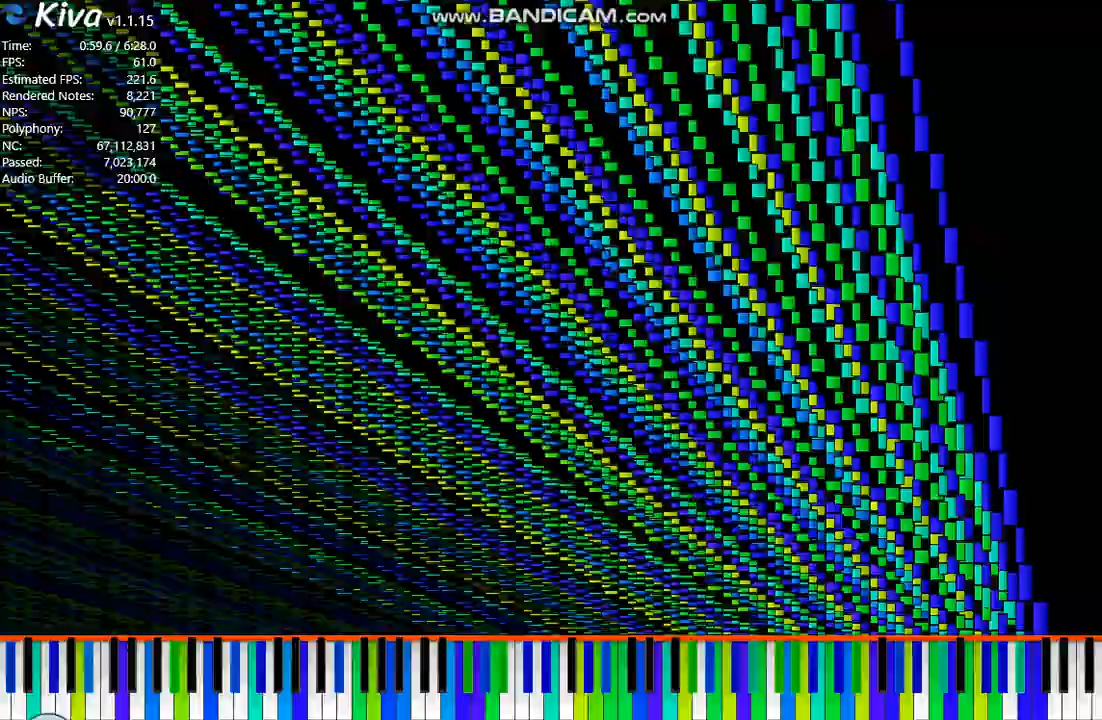 Kiva v1.1.15
www.BANDICAM.com
Time: 0:59.6 / 6:28.0
FPS: 61.0
Estimated FPS: 221.6
Rendered Notes: 8,221
NPS: 90,777
Polyphony: 127
NC: 67,112,831
Passed: 7,023,174
Audio Buffer: 20:00.0